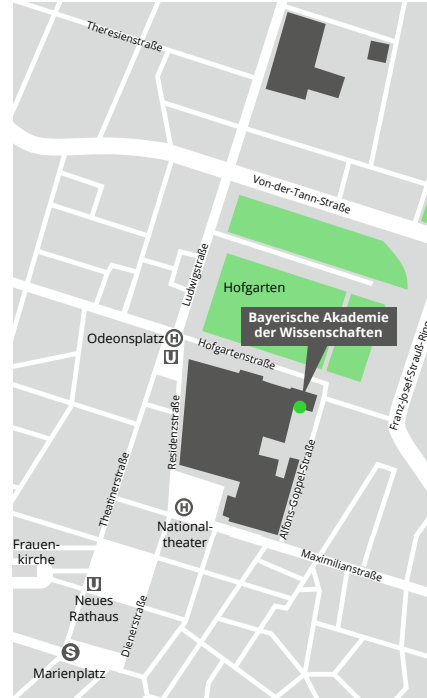 Theresienstraße
Von-der-Tann-Straße
Ludwigstraße
Hofgarten
Bayerische Akademie
der Wissenschaften
Odeonsplatz
H
U
Hofgartenstraße
Franz-Josef-Strauß-Ring
Residenzstraße
Alfons-Goppel-Straße
Theatinerstraße
H
National-
theater
Maximilianstraße
Frauen-
kirche
U
Neues
Rathaus
Dienerstraße
S
Marienplatz